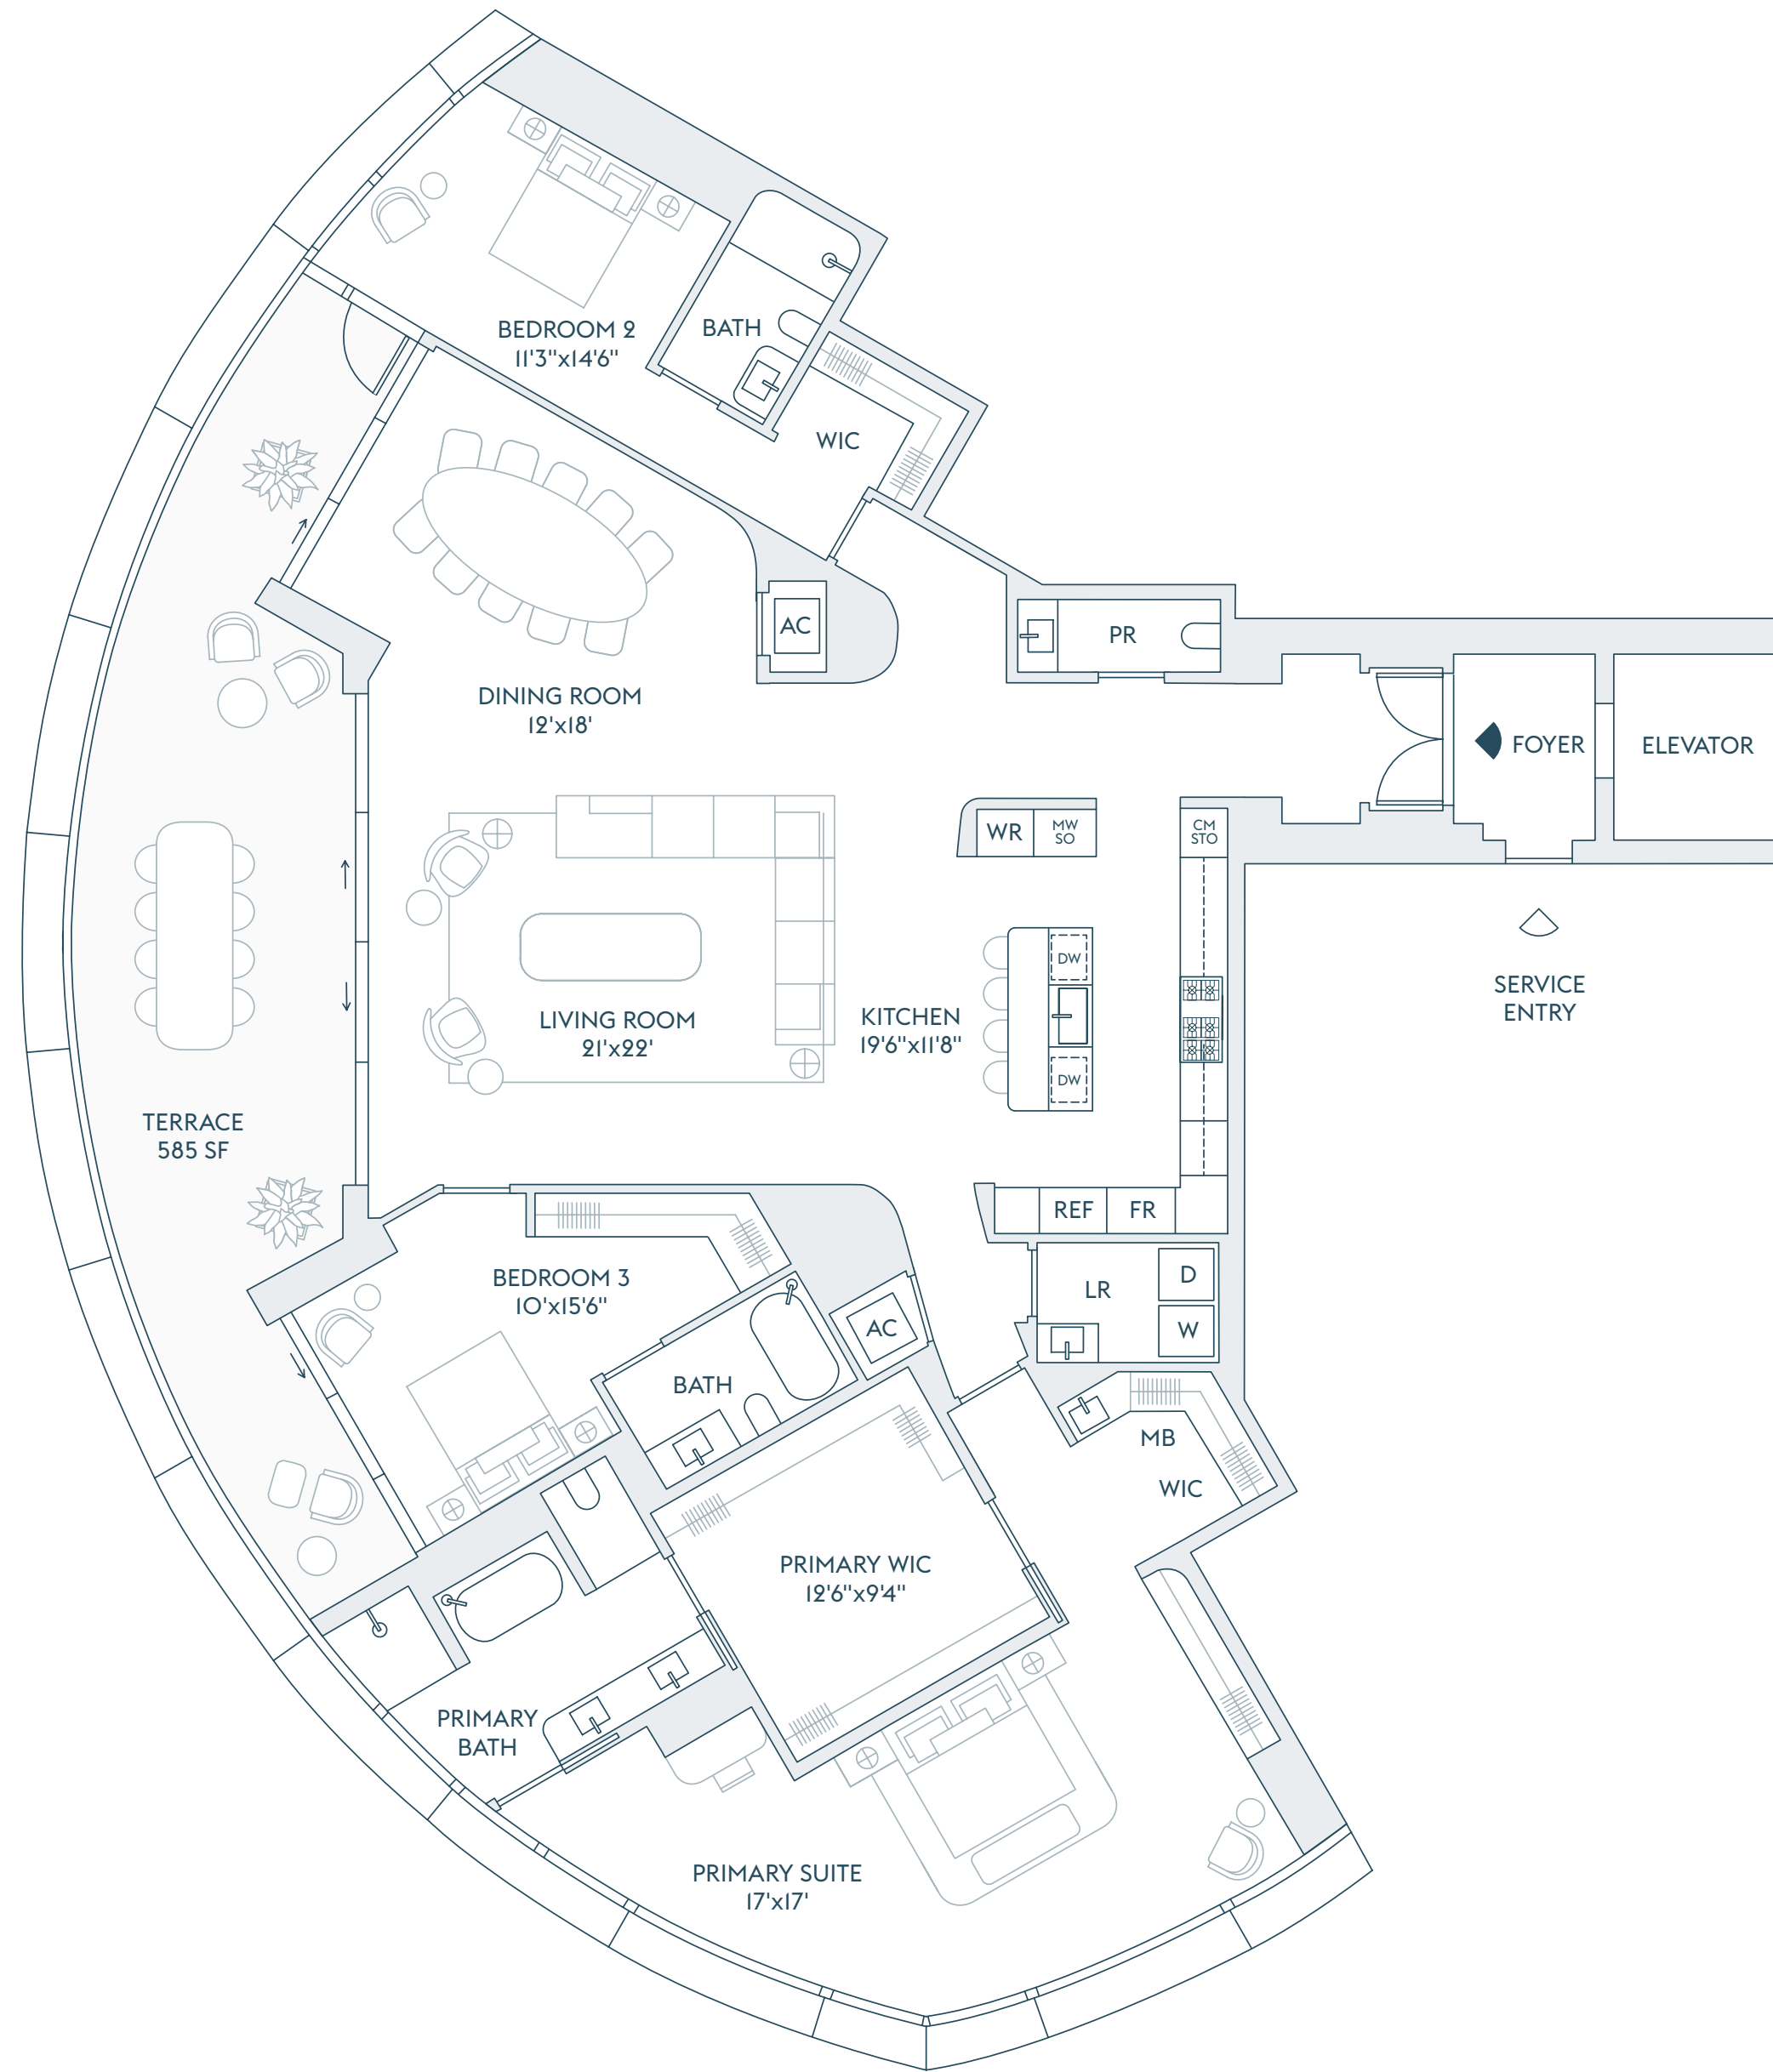 BEDROOM 2
11'3"x14'6"
BATH
WIC
AC
PR
DINING ROOM
12'x18'
FOYER
ELEVATOR
WR
MW
SO
CM
STO
DW
SERVICE
ENTRY
LIVING ROOM
21'x22'
KITCHEN
19'6"x11'8"
DW
TERRACE
585 SF
REF
FR
BEDROOM 3
10'x15'6"
LR
D
W
AC
BATH
MB
WIC
PRIMARY WIC
12'6"x9'4"
PRIMARY
BATH
PRIMARY SUITE
17'x17'